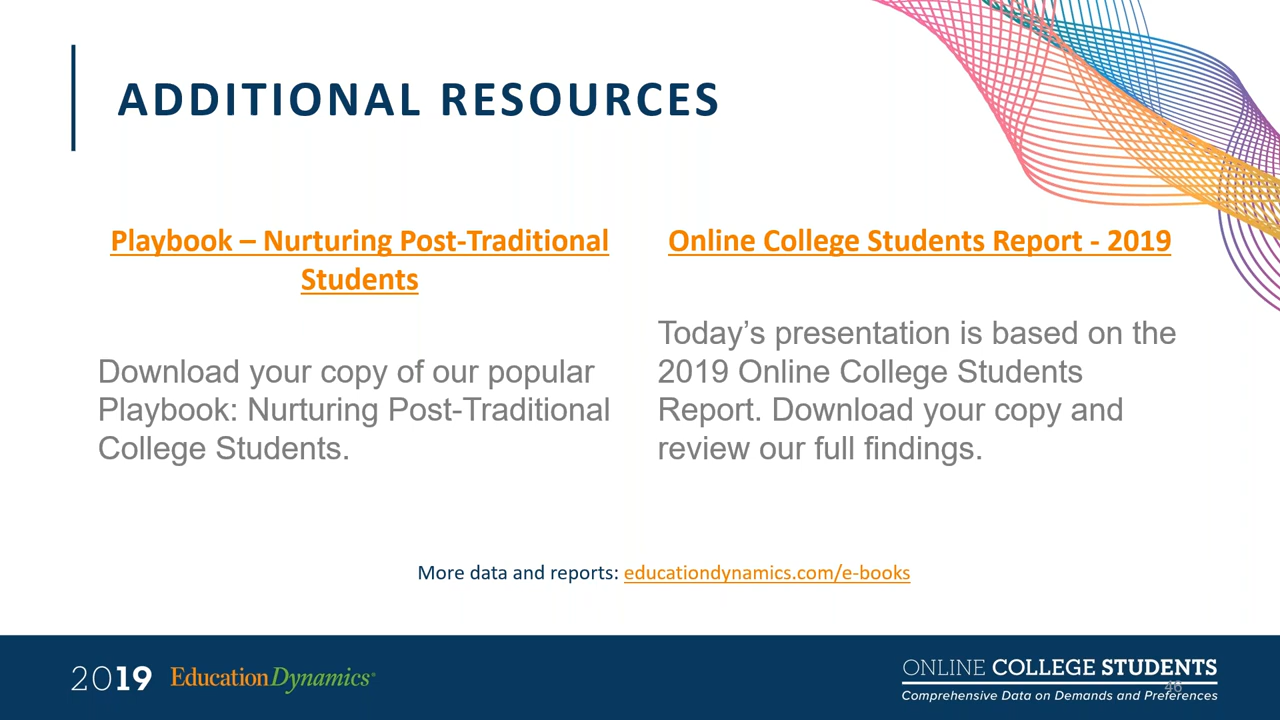 ADDITIONAL RESOURCES
Playbook – Nurturing Post-Traditional
Students
Download your copy of our popular
Playbook: Nurturing Post-Traditional
College Students.
Online College Students Report - 2019
Today’s presentation is based on the
2019 Online College Students
Report. Download your copy and
review our full findings.
More data and reports: educationdynamics.com/e-books
2019 EducationDynamics®
ONLINE COLLEGE STUDENTS
Comprehensive Data on Demands and Preferences
46